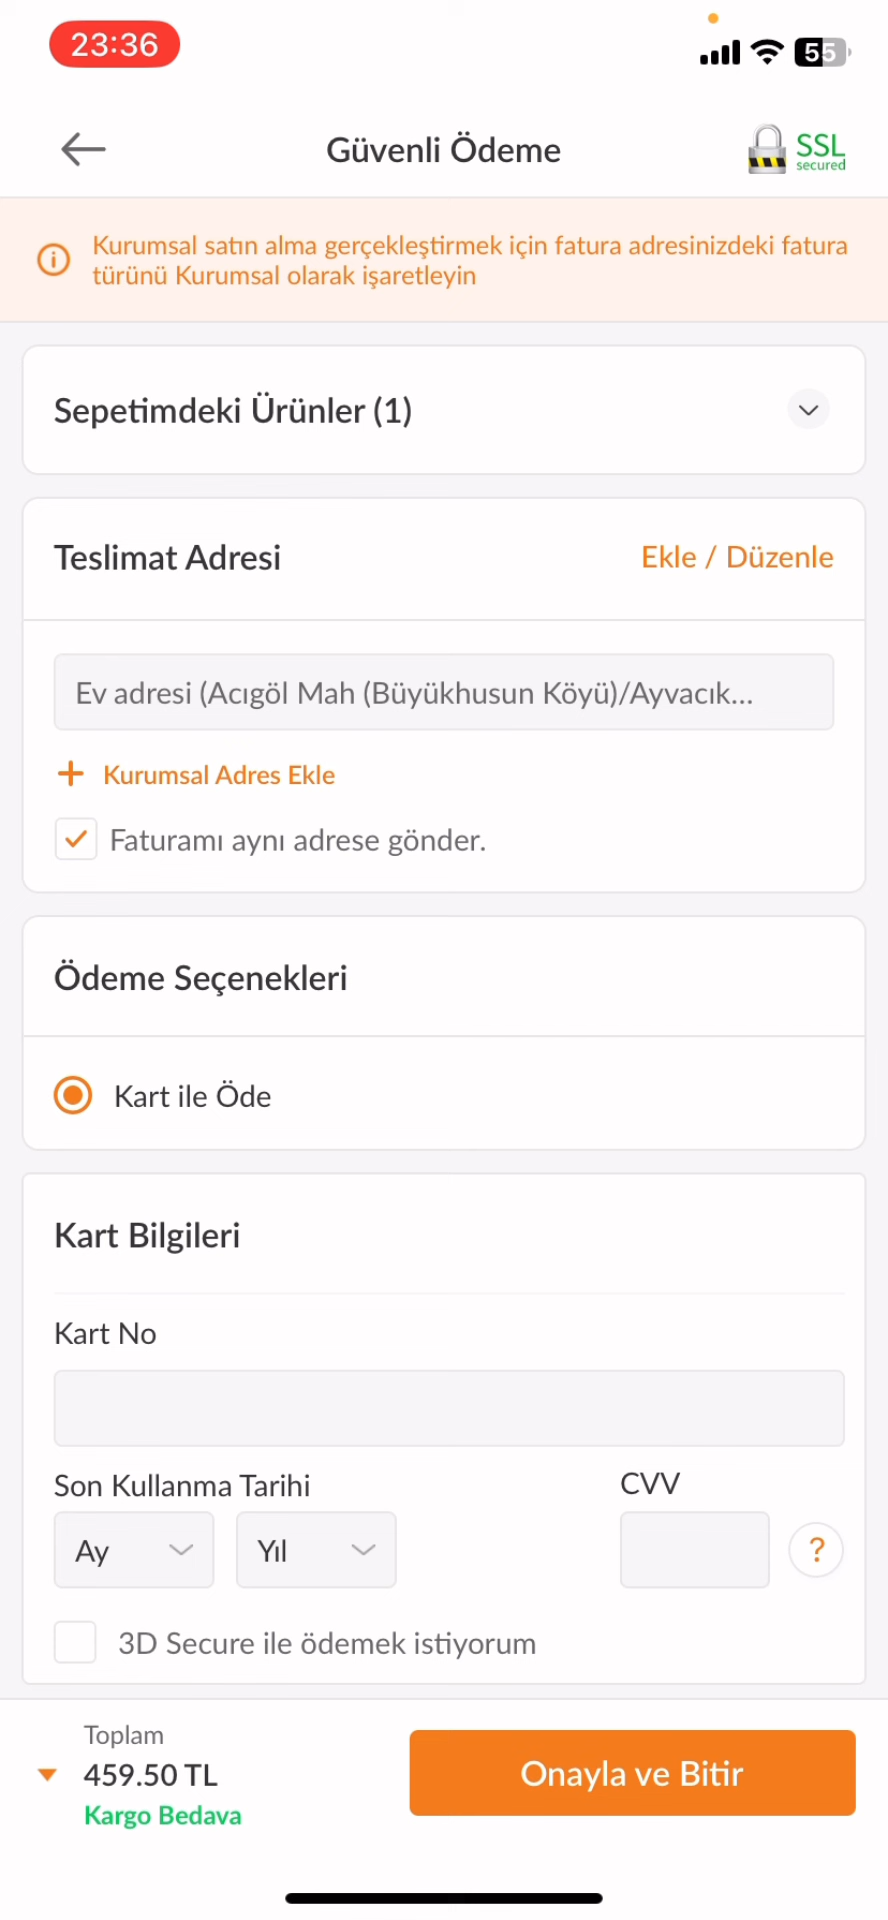 23:36
55
Güvenli Ödeme
SSL
secured
Kurumsal satın alma gerçekleştirmek için fatura adresinizdeki fatura
türünü Kurumsal olarak işaretleyin
Sepetimdeki Ürünler (1)
Teslimat Adresi
Ekle / Düzenle
Ev adresi (Acıgöl Mah (Büyükhusun Köyü)/Ayvacık...
+ Kurumsal Adres Ekle
Faturamı aynı adrese gönder.
Ödeme Seçenekleri
Kart ile Öde
Kart Bilgileri
Kart No
Son Kullanma Tarihi
CVV
Ay
Yıl
?
3D Secure ile ödemek istiyorum
Toplam
459.50 TL
Kargo Bedava
Onayla ve Bitir